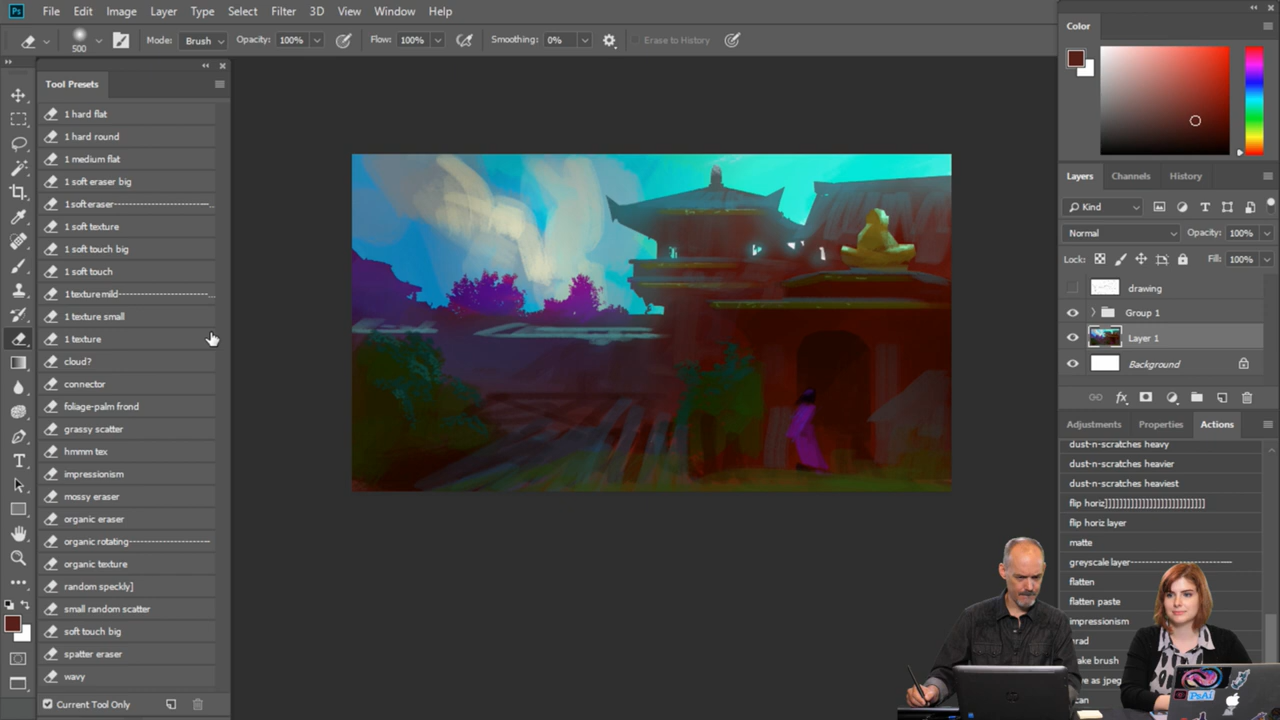 Ps File Edit Image Layer Type Select Filter 3D View Window Help
500 Mode: Brush Opacity: 100% Flow: 100% Smoothing: 0% Erase to History
Tool Presets
1 hard flat
1 hard round
1 medium flat
1 soft eraser big
1 soft eraser--------------------------...
1 soft texture
1 soft touch big
1 soft touch
1 texture mild-------------------------...
1 texture small
1 texture
cloud?
connector
foliage-palm frond
grassy scatter
hmmm tex
impressionism
mossy eraser
organic eraser
organic rotating----------------------
organic texture
random speckly]
small random scatter
soft touch big
spatter eraser
wavy
Current Tool Only
Color
Layers Channels History
Kind
Normal Opacity: 100%
Lock: Fill: 100%
drawing
Group 1
Layer 1
Background
Adjustments Properties Actions
dust-n-scratches heavy
dust-n-scratches heavier
dust-n-scratches heaviest
flip horiz]]]]]]]]]]]]]]]]]]]]]]]]]]
flip horiz layer
matte
greyscale layer-----------------------
flatten
flatten paste
impressionism
PsAi